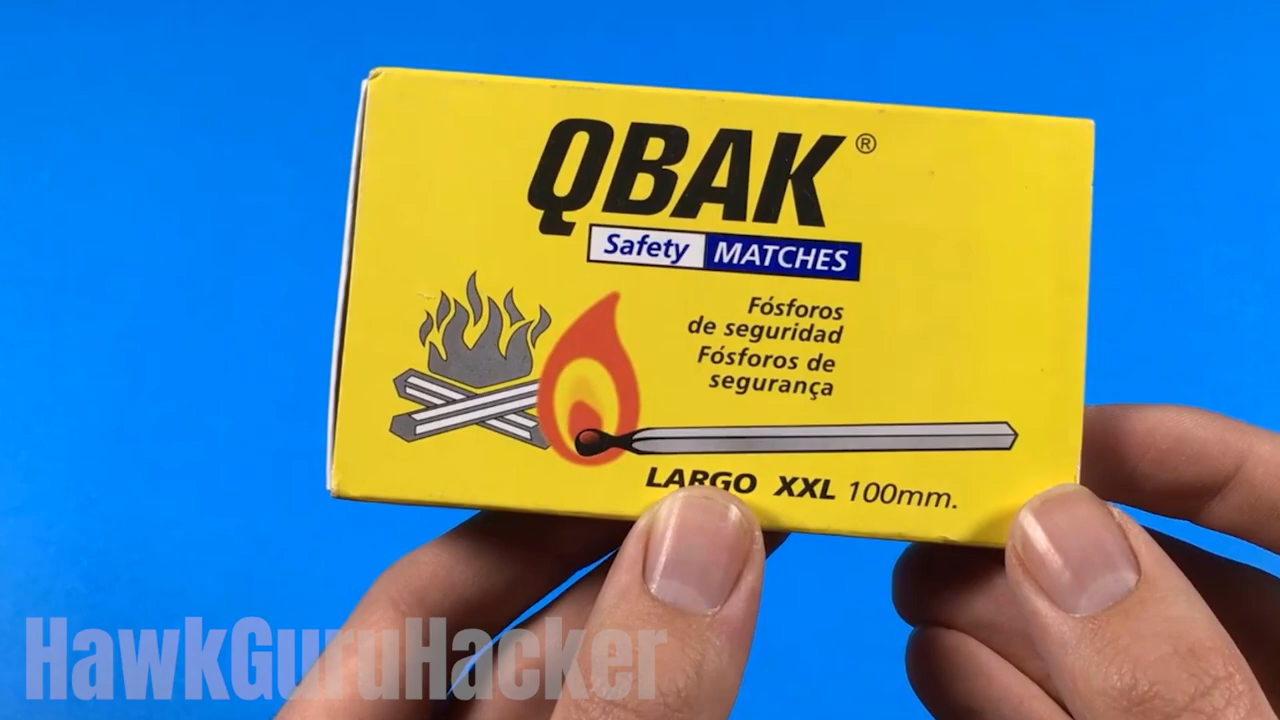 QBAK®
Safety MATCHES
Fósforos
de seguridad
Fósforos de
segurança
LARGO XXL 100mm.
HawkGuruHacker